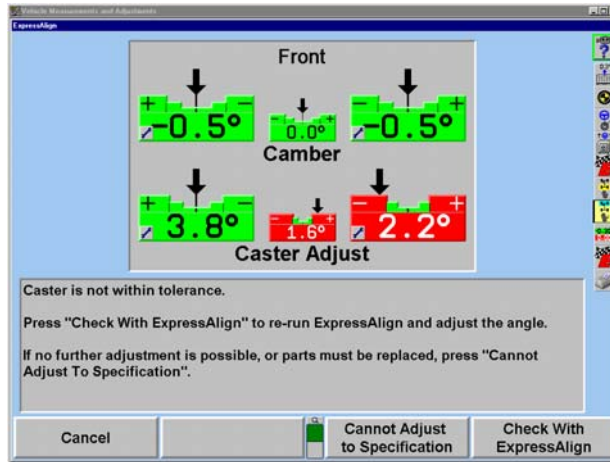 Vehicle Measurements and Adjustments
ExpressAlign
Front
+ − + −
-0.5° 0.0° -0.5°
Camber
+ − − + − +
3.8° 1.6° 2.2°
Caster Adjust
Caster is not within tolerance.
Press "Check With ExpressAlign" to re-run ExpressAlign and adjust the angle.
If no further adjustment is possible, or parts must be replaced, press "Cannot
Adjust To Specification".
Cancel
Cannot Adjust
to Specification
Check With
ExpressAlign